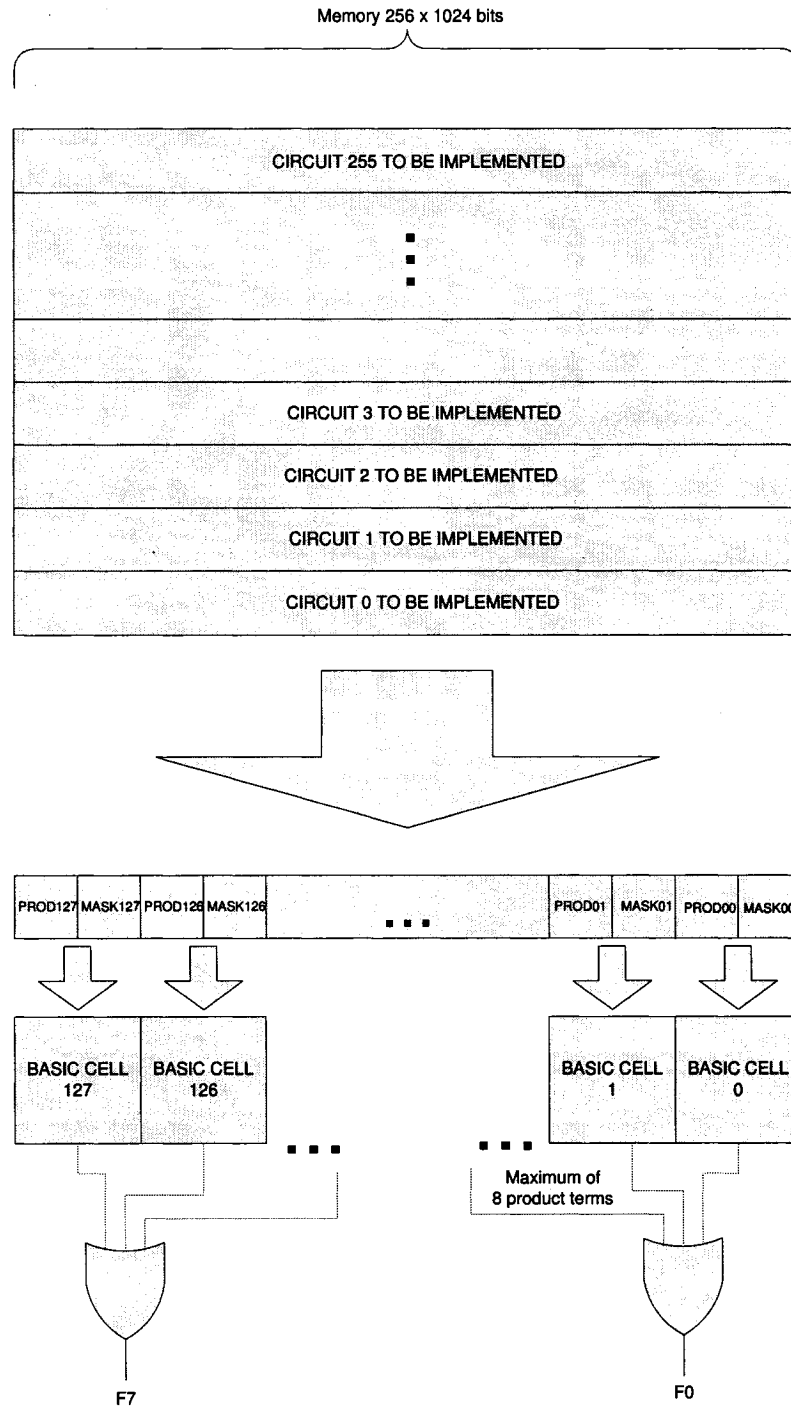 Memory 256 x 1024 bits
CIRCUIT 255 TO BE IMPLEMENTED
CIRCUIT 3 TO BE IMPLEMENTED
CIRCUIT 2 TO BE IMPLEMENTED
CIRCUIT 1 TO BE IMPLEMENTED
CIRCUIT 0 TO BE IMPLEMENTED
PROD127 MASK127 PROD126 MASK126 PROD01 MASK01 PROD00 MASK00
BASIC CELL 127
BASIC CELL 126
BASIC CELL 1
BASIC CELL 0
Maximum of
8 product terms
F7
F0